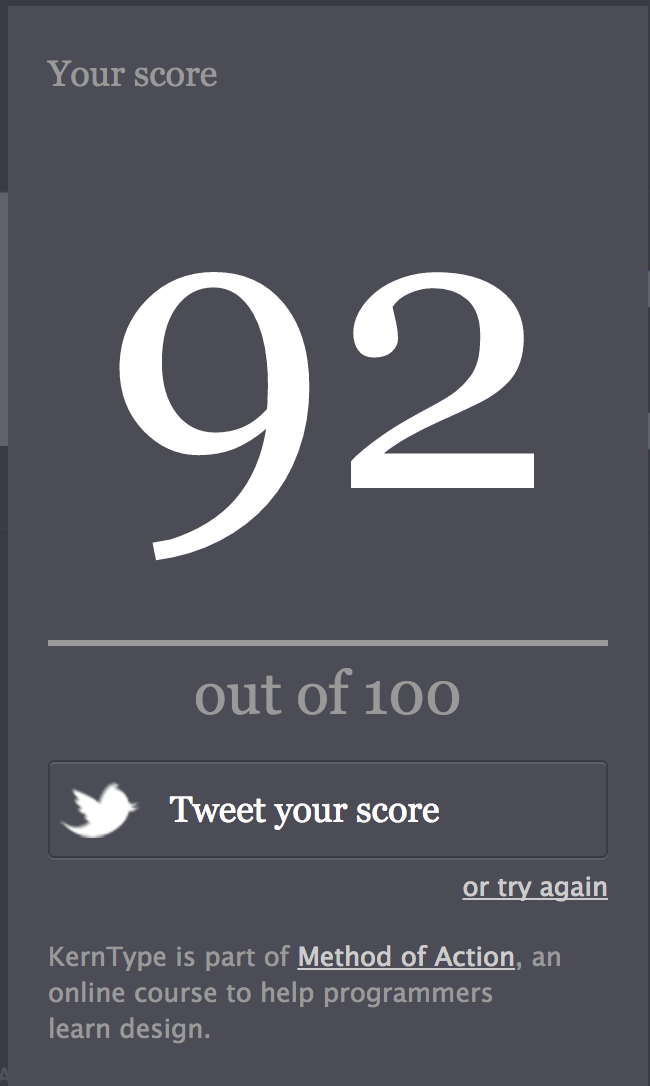 Your score
92
out of 100
Tweet your score
or try again
KernType is part of Method of Action, an
online course to help programmers
learn design.